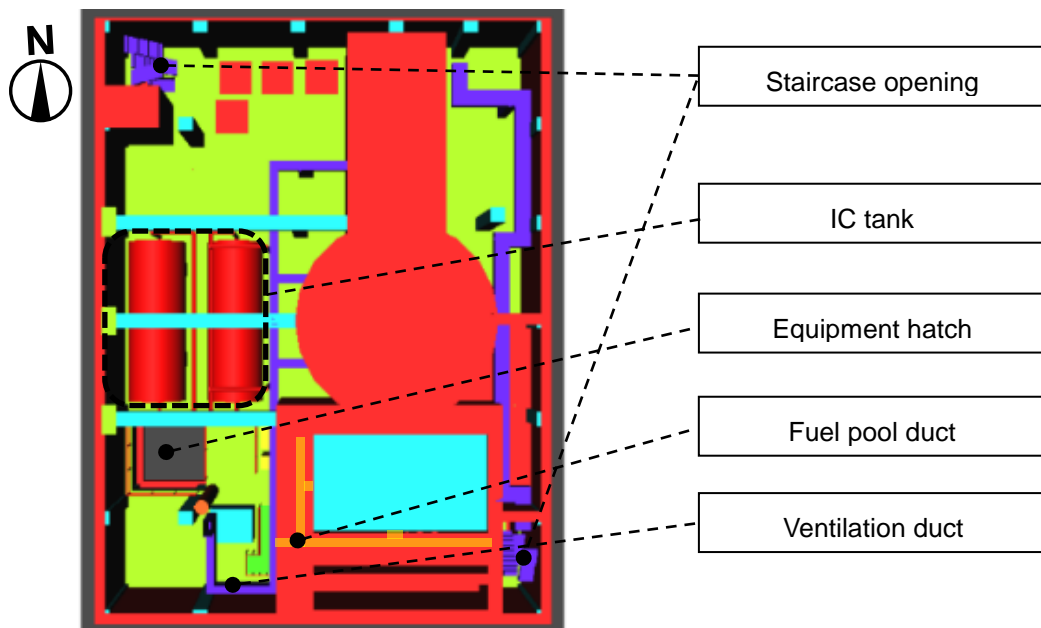 N
Staircase opening
IC tank
Equipment hatch
Fuel pool duct
Ventilation duct